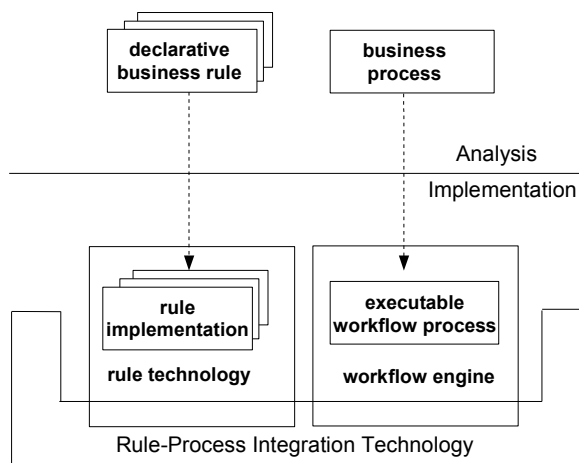 declarative
business rule
business
process
Analysis
Implementation
rule
implementation
executable
workflow process
rule technology
workflow engine
Rule-Process Integration Technology